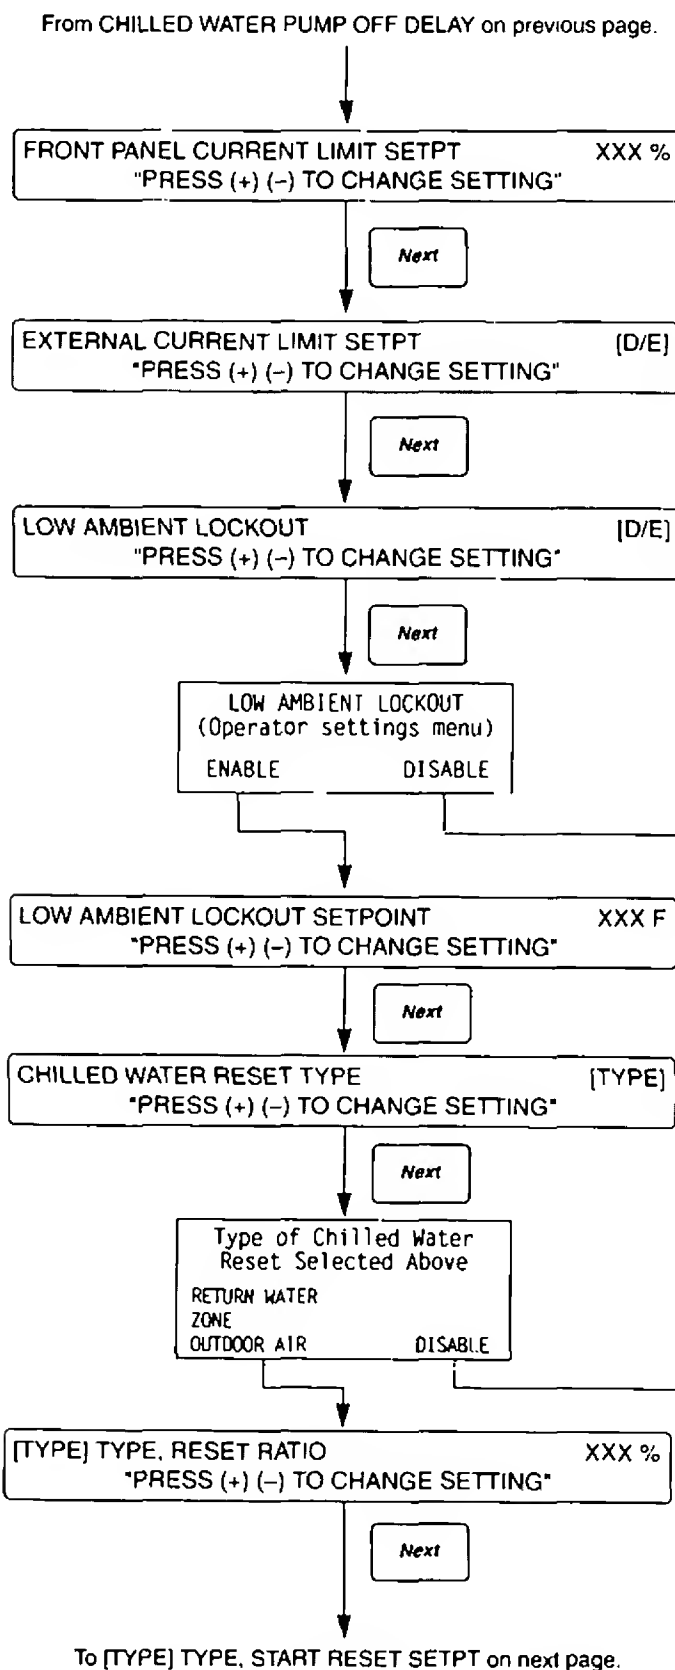 From CHILLED WATER PUMP OFF DELAY on previous page.
FRONT PANEL CURRENT LIMIT SETPT XXX %
"PRESS (+) (–) TO CHANGE SETTING"
Next
EXTERNAL CURRENT LIMIT SETPT [D/E]
"PRESS (+) (–) TO CHANGE SETTING"
Next
LOW AMBIENT LOCKOUT [D/E]
"PRESS (+) (–) TO CHANGE SETTING"
Next
LOW AMBIENT LOCKOUT
(Operator settings menu)
ENABLE DISABLE
LOW AMBIENT LOCKOUT SETPOINT XXX F
"PRESS (+) (–) TO CHANGE SETTING"
Next
CHILLED WATER RESET TYPE [TYPE]
"PRESS (+) (–) TO CHANGE SETTING"
Next
Type of Chilled Water
Reset Selected Above
RETURN WATER
ZONE
OUTDOOR AIR DISABLE
[TYPE] TYPE, RESET RATIO XXX %
"PRESS (+) (–) TO CHANGE SETTING"
Next
To [TYPE] TYPE, START RESET SETPT on next page.